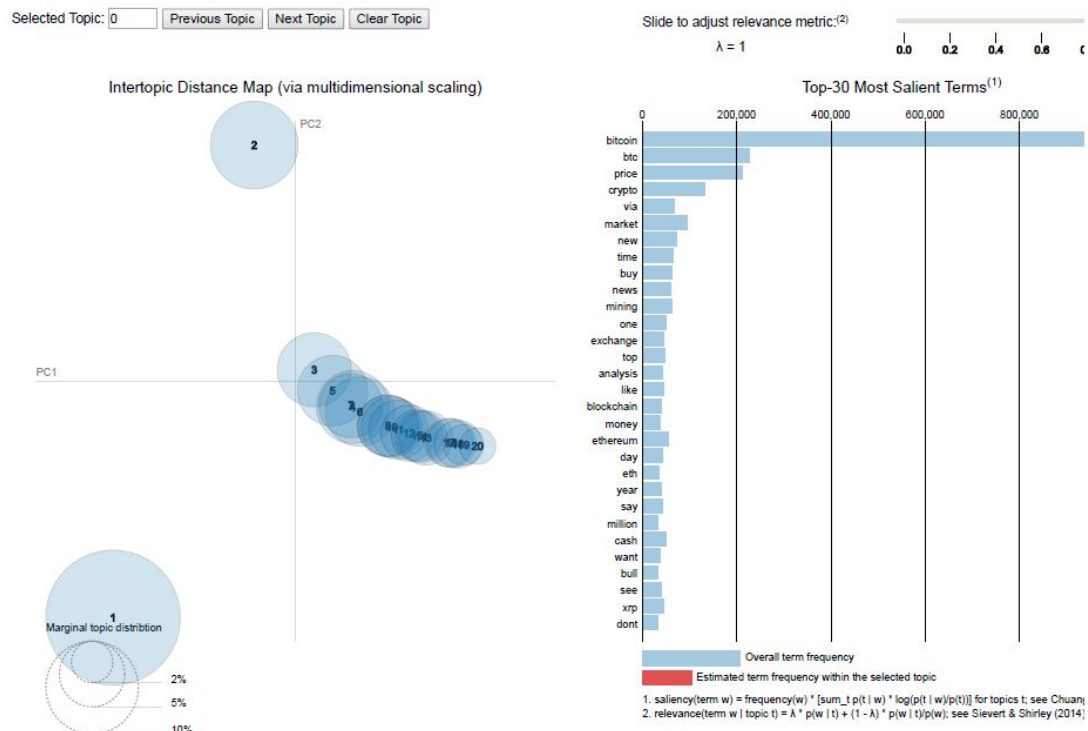 Selected Topic: 0 Previous Topic Next Topic Clear Topic
Slide to adjust relevance metric:(2)
λ = 1
0.0 0.2 0.4 0.6
Intertopic Distance Map (via multidimensional scaling)
PC2
PC1
2
3
5
20
1
Marginal topic distribtion
2%
5%
10%
Top-30 Most Salient Terms(1)
0 200,000 400,000 600,000 800,000
bitcoin
btc
price
crypto
via
market
new
time
buy
news
mining
one
exchange
top
analysis
like
blockchain
money
ethereum
day
eth
year
say
million
cash
want
bull
see
xrp
dont
Overall term frequency
Estimated term frequency within the selected topic
1. saliency(term w) = frequency(w) * [sum_t p(t | w) * log(p(t | w)/p(t))] for topics t; see Chuang
2. relevance(term w | topic t) = λ * p(w | t) + (1 - λ) * p(w | t)/p(w); see Sievert & Shirley (2014)